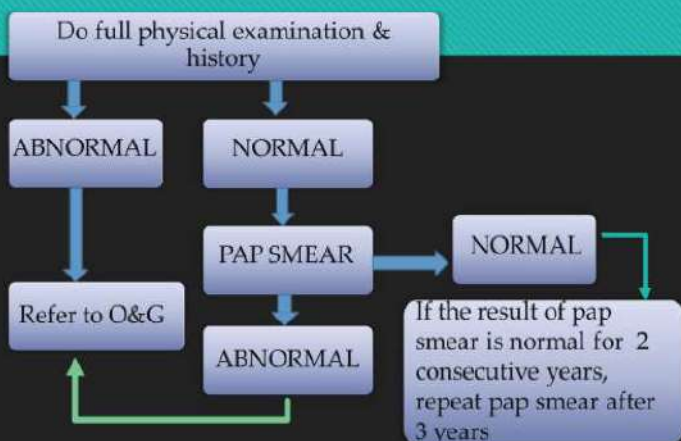 Do full physical examination &
history
ABNORMAL
NORMAL
PAP SMEAR
NORMAL
Refer to O&G
ABNORMAL
If the result of pap
smear is normal for 2
consecutive years,
repeat pap smear after
3 years